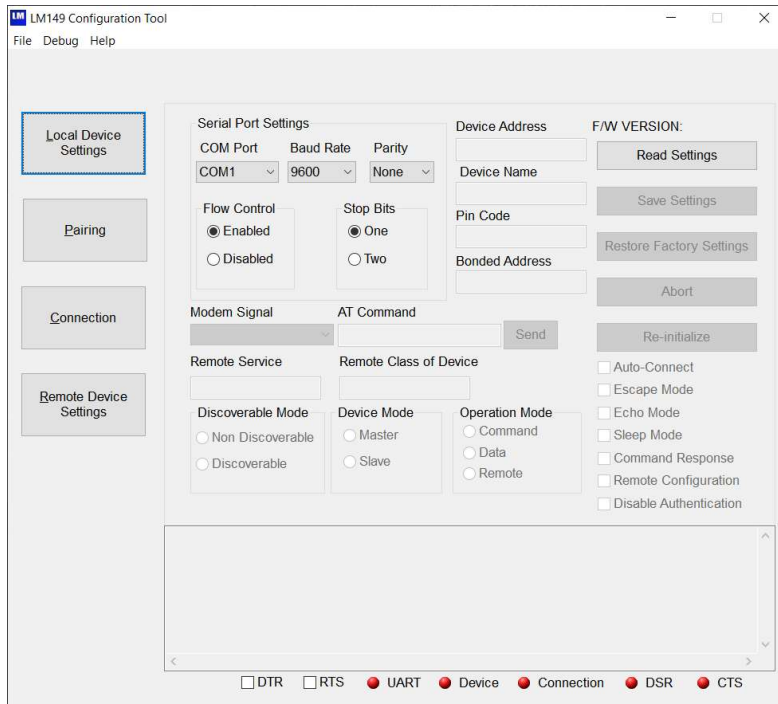 LM LM149 Configuration Tool
File Debug Help
Local Device
Settings
Pairing
Connection
Remote Device
Settings
Serial Port Settings
COM Port Baud Rate Parity
COM1 9600 None
Flow Control Stop Bits
Enabled One
Disabled Two
Device Address
Device Name
Pin Code
Bonded Address
F/W VERSION:
Read Settings
Save Settings
Restore Factory Settings
Abort
Re-initialize
Modem Signal AT Command
Send
Remote Service Remote Class of Device
Discoverable Mode
Non Discoverable
Discoverable
Device Mode
Master
Slave
Operation Mode
Command
Data
Remote
Auto-Connect
Escape Mode
Echo Mode
Sleep Mode
Command Response
Remote Configuration
Disable Authentication
DTR RTS UART Device Connection DSR CTS